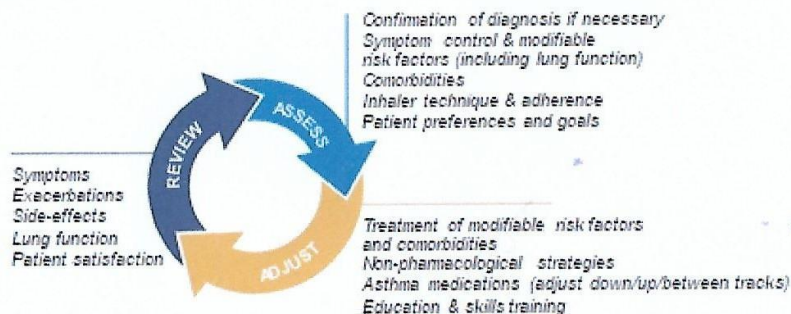 Confirmation of diagnosis if necessary
Symptom control & modifiable
risk factors (including lung function)
Comorbidities
Inhaler technique & adherence
Patient preferences and goals
ASSESS
REVIEW
ADJUST
Symptoms
Exacerbations
Side-effects
Lung function
Patient satisfaction
Treatment of modifiable risk factors
and comorbidities
Non-pharmacological strategies
Asthma medications (adjust down/up/between tracks)
Education & skills training